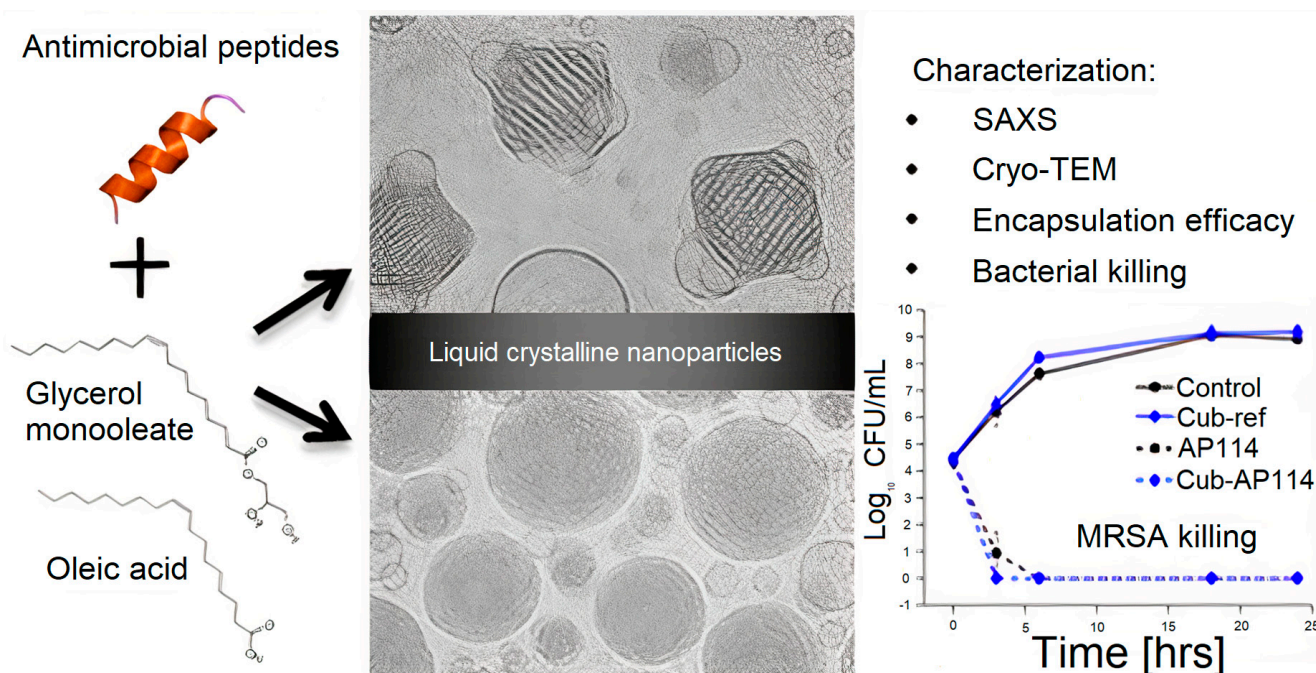 Antimicrobial peptides
Glycerol
monooleate
Oleic acid
Liquid crystalline nanoparticles
Characterization:
• SAXS
• Cryo-TEM
• Encapsulation efficacy
• Bacterial killing
Log10 CFU/mL
10
9
8
7
6
5
4
3
2
1
0
-1
Control
Cub-ref
AP114
Cub-AP114
MRSA killing
0 5 10 15 20 25
Time [hrs]